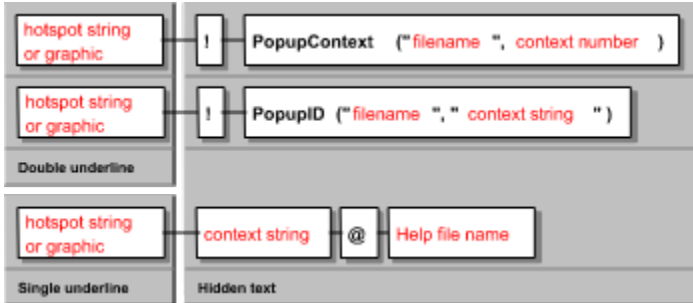 hotspot string
or graphic
! PopupContext ("filename ", context number )
hotspot string
or graphic
! PopupID ("filename ", " context string " )
Double underline
hotspot string
or graphic
context string @ Help file name
Single underline Hidden text